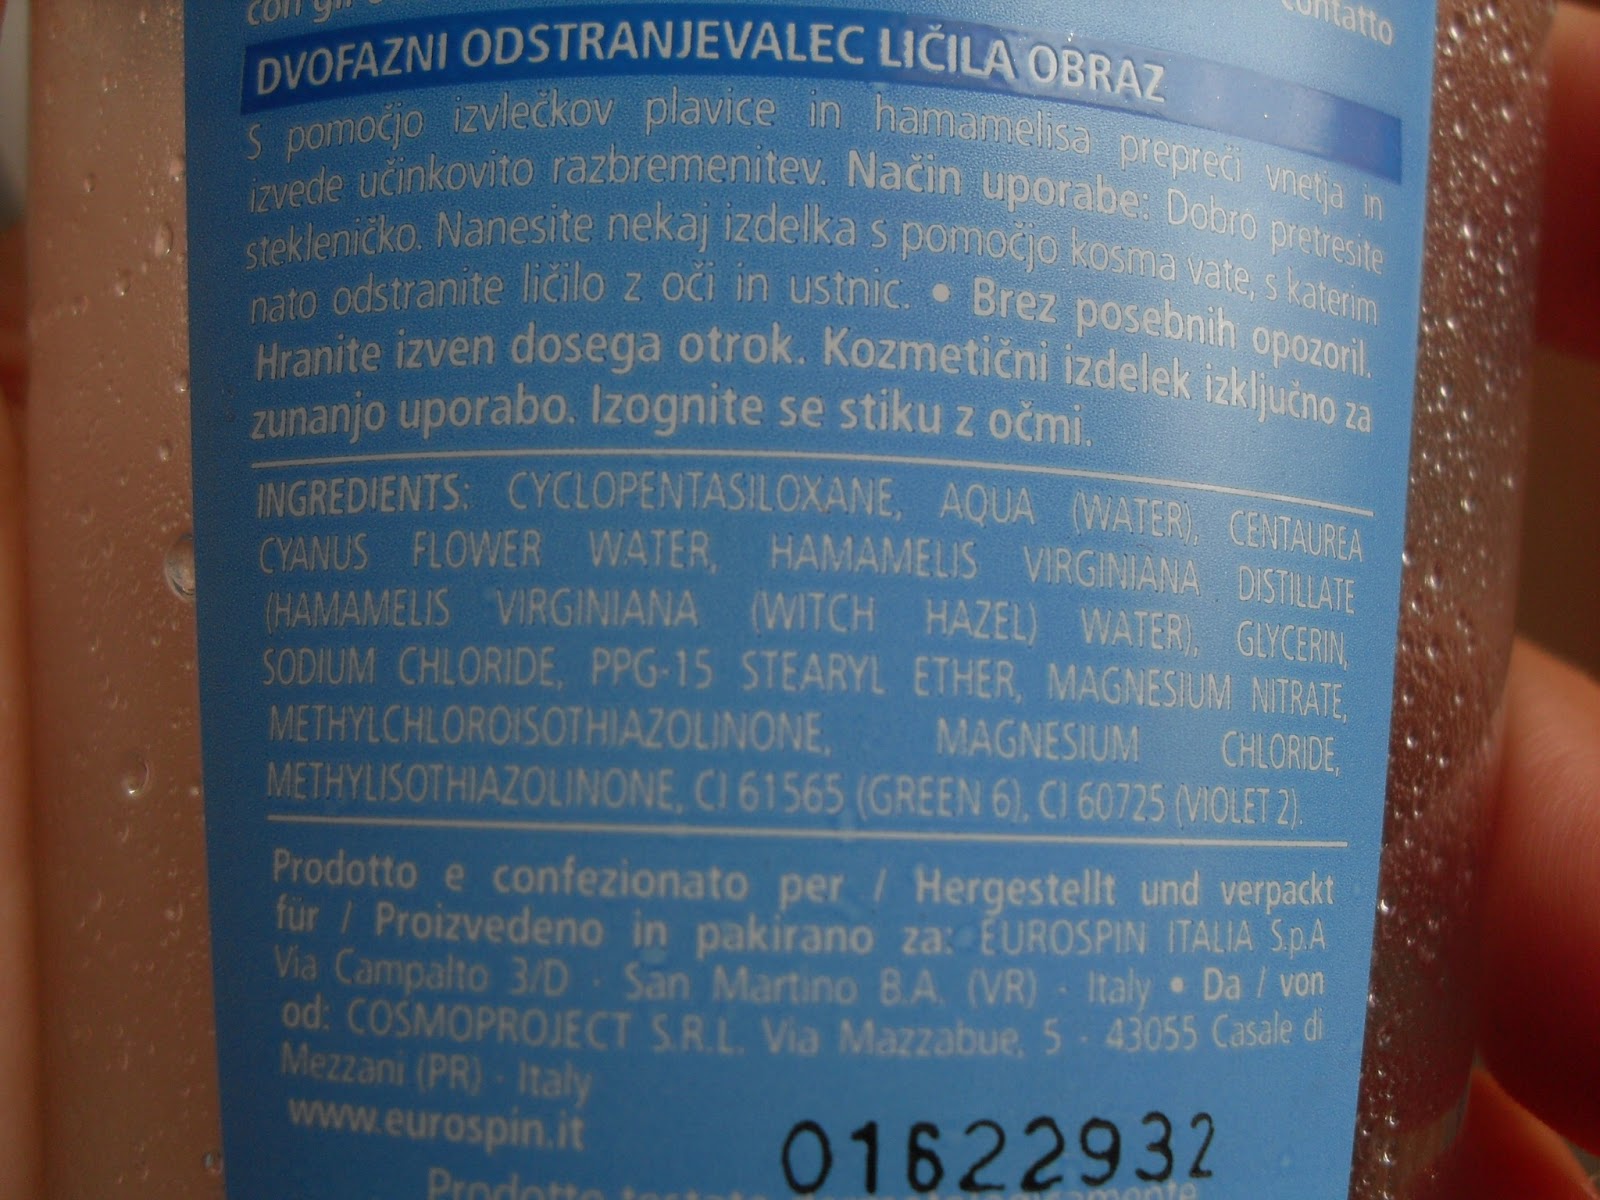 contatto
DVOFAZNI ODSTRANJEVALEC LIČILA OBRAZ
S pomočjo izvlečkov plavice in hamamelisa prepreči vnetja in
izvede učinkovito razbremenitev. Način uporabe: Dobro pretresite
stekleničko. Nanesite nekaj izdelka s pomočjo kosma vate, s katerim
nato odstranite ličilo z oči in ustnic. • Brez posebnih opozoril.
Hranite izven dosega otrok. Kozmetični izdelek izključno za
zunanjo uporabo. Izognite se stiku z očmi.
INGREDIENTS: CYCLOPENTASILOXANE, AQUA (WATER), CENTAUREA
CYANUS FLOWER WATER, HAMAMELIS VIRGINIANA DISTILLATE
(HAMAMELIS VIRGINIANA (WITCH HAZEL) WATER), GLYCERIN,
SODIUM CHLORIDE, PPG-15 STEARYL ETHER, MAGNESIUM NITRATE,
METHYLCHLOROISOTHIAZOLINONE, MAGNESIUM CHLORIDE,
METHYLISOTHIAZOLINONE, CI 61565 (GREEN 6), CI 60725 (VIOLET 2).
Prodotto e confezionato per / Hergestellt und verpackt
für / Proizvedeno in pakirano za: EUROSPIN ITALIA S.p.A
Via Campalto 3/D - San Martino B.A. (VR) - Italy • Da / von
od: COSMOPROJECT S.R.L. Via Mazzabue, 5 - 43055 Casale di
Mezzani (PR) - Italy
www.eurospin.it
01622932
Prodotto testato